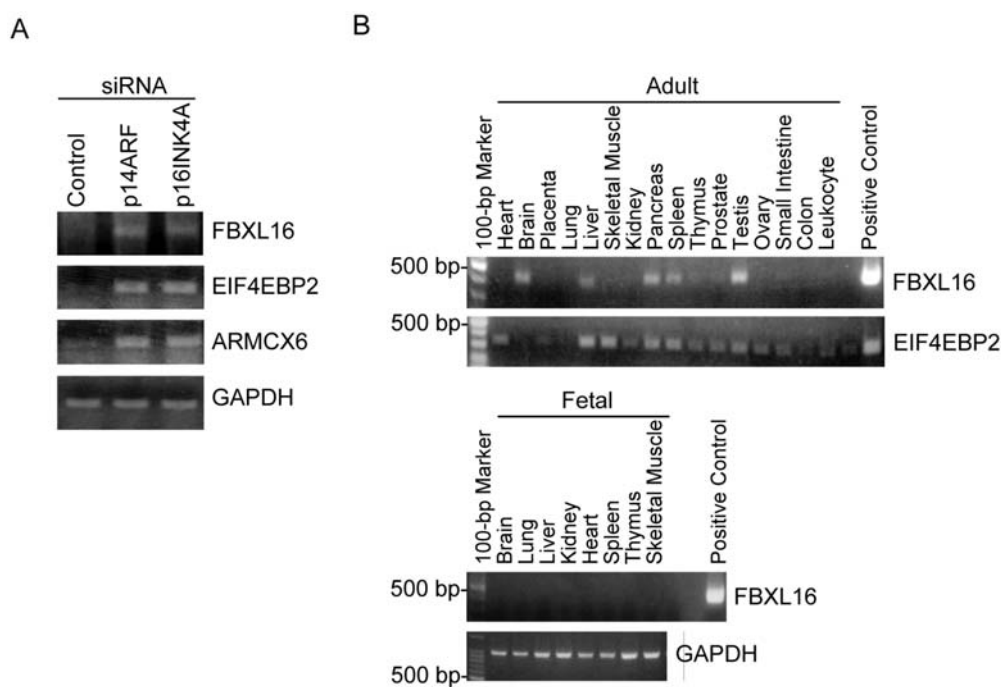 A
siRNA
Control
p14ARF
p16INK4A
FBXL16
EIF4EBP2
ARMCX6
GAPDH
B
Adult
100-bp Marker
Heart
Brain
Placenta
Lung
Liver
Skeletal Muscle
Kidney
Pancreas
Spleen
Thymus
Prostate
Testis
Ovary
Small Intestine
Colon
Leukocyte
Positive Control
500 bp-
FBXL16
500 bp-
EIF4EBP2
Fetal
100-bp Marker
Brain
Lung
Liver
Kidney
Heart
Spleen
Thymus
Skeletal Muscle
Positive Control
500 bp-
FBXL16
GAPDH
500 bp-